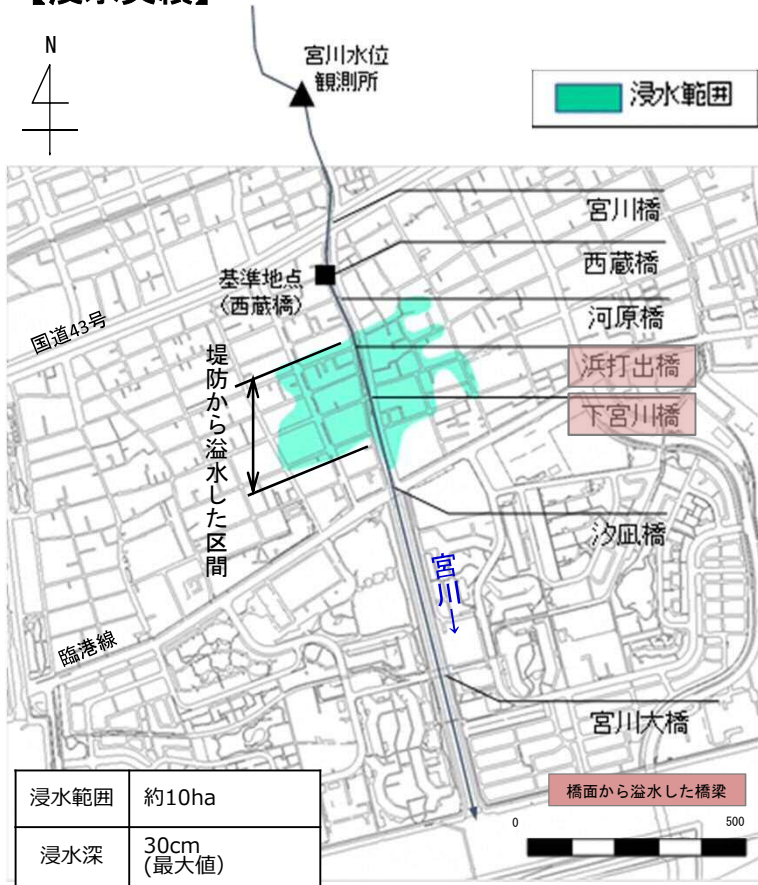 【浸水実績】
N
宮川水位
観測所
浸水範囲
宮川橋
西蔵橋
基準地点
(西蔵橋)
河原橋
国道43号
浜打出橋
堤防から溢水した区間
下宮川橋
汐凪橋
宮川→
臨港線
宮川大橋
浸水範囲 約10ha
浸水深 30cm
(最大値)
橋面から溢水した橋梁
0 500